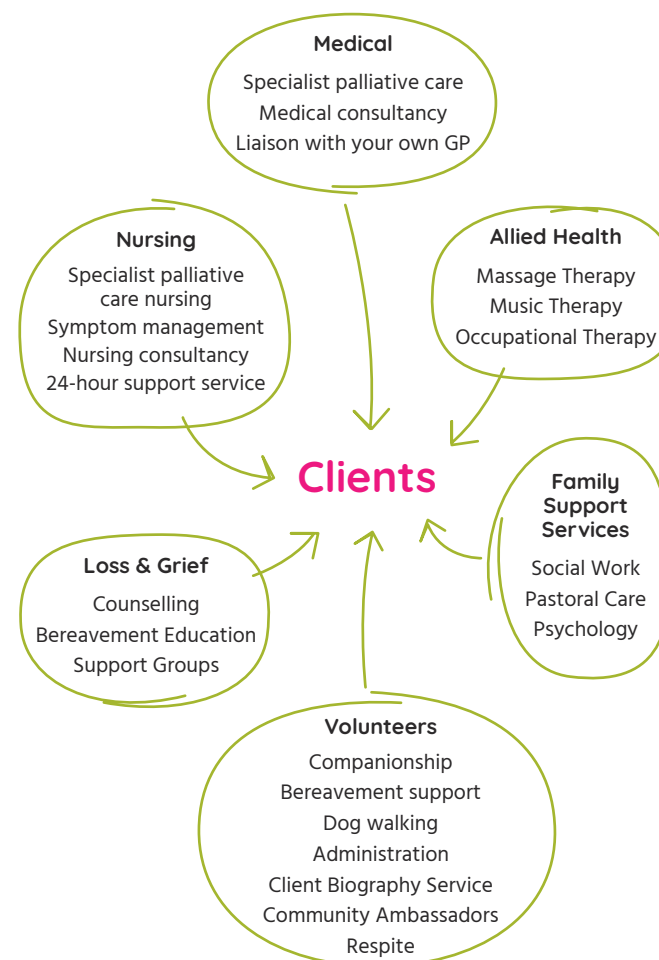 Medical
Specialist palliative care
Medical consultancy
Liaison with your own GP
Nursing
Specialist palliative
care nursing
Symptom management
Nursing consultancy
24-hour support service
Allied Health
Massage Therapy
Music Therapy
Occupational Therapy
Clients
Family
Support
Services
Social Work
Pastoral Care
Psychology
Loss & Grief
Counselling
Bereavement Education
Support Groups
Volunteers
Companionship
Bereavement support
Dog walking
Administration
Client Biography Service
Community Ambassadors
Respite